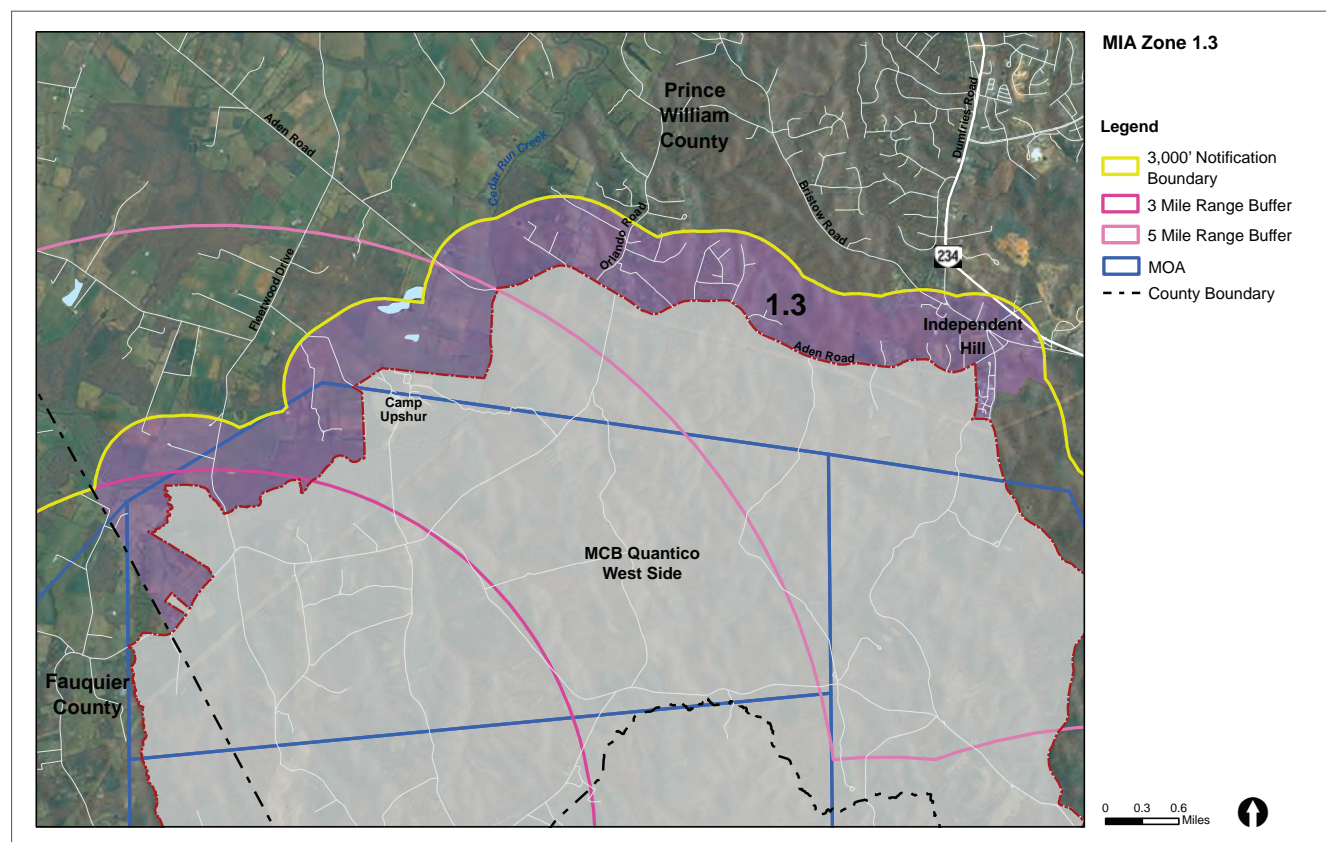 MIA Zone 1.3
Legend
3,000’ Notification
Boundary
3 Mile Range Buffer
5 Mile Range Buffer
MOA
County Boundary
Prince
William
County
Dumfries Road
Aden Road
Cedar Run Creek
Bristow Road
Orlando Road
234
Fleetwood Drive
1.3
Independent
Hill
Aden Road
Camp
Upshur
MCB Quantico
West Side
Fauquier
County
0 0.3 0.6
Miles